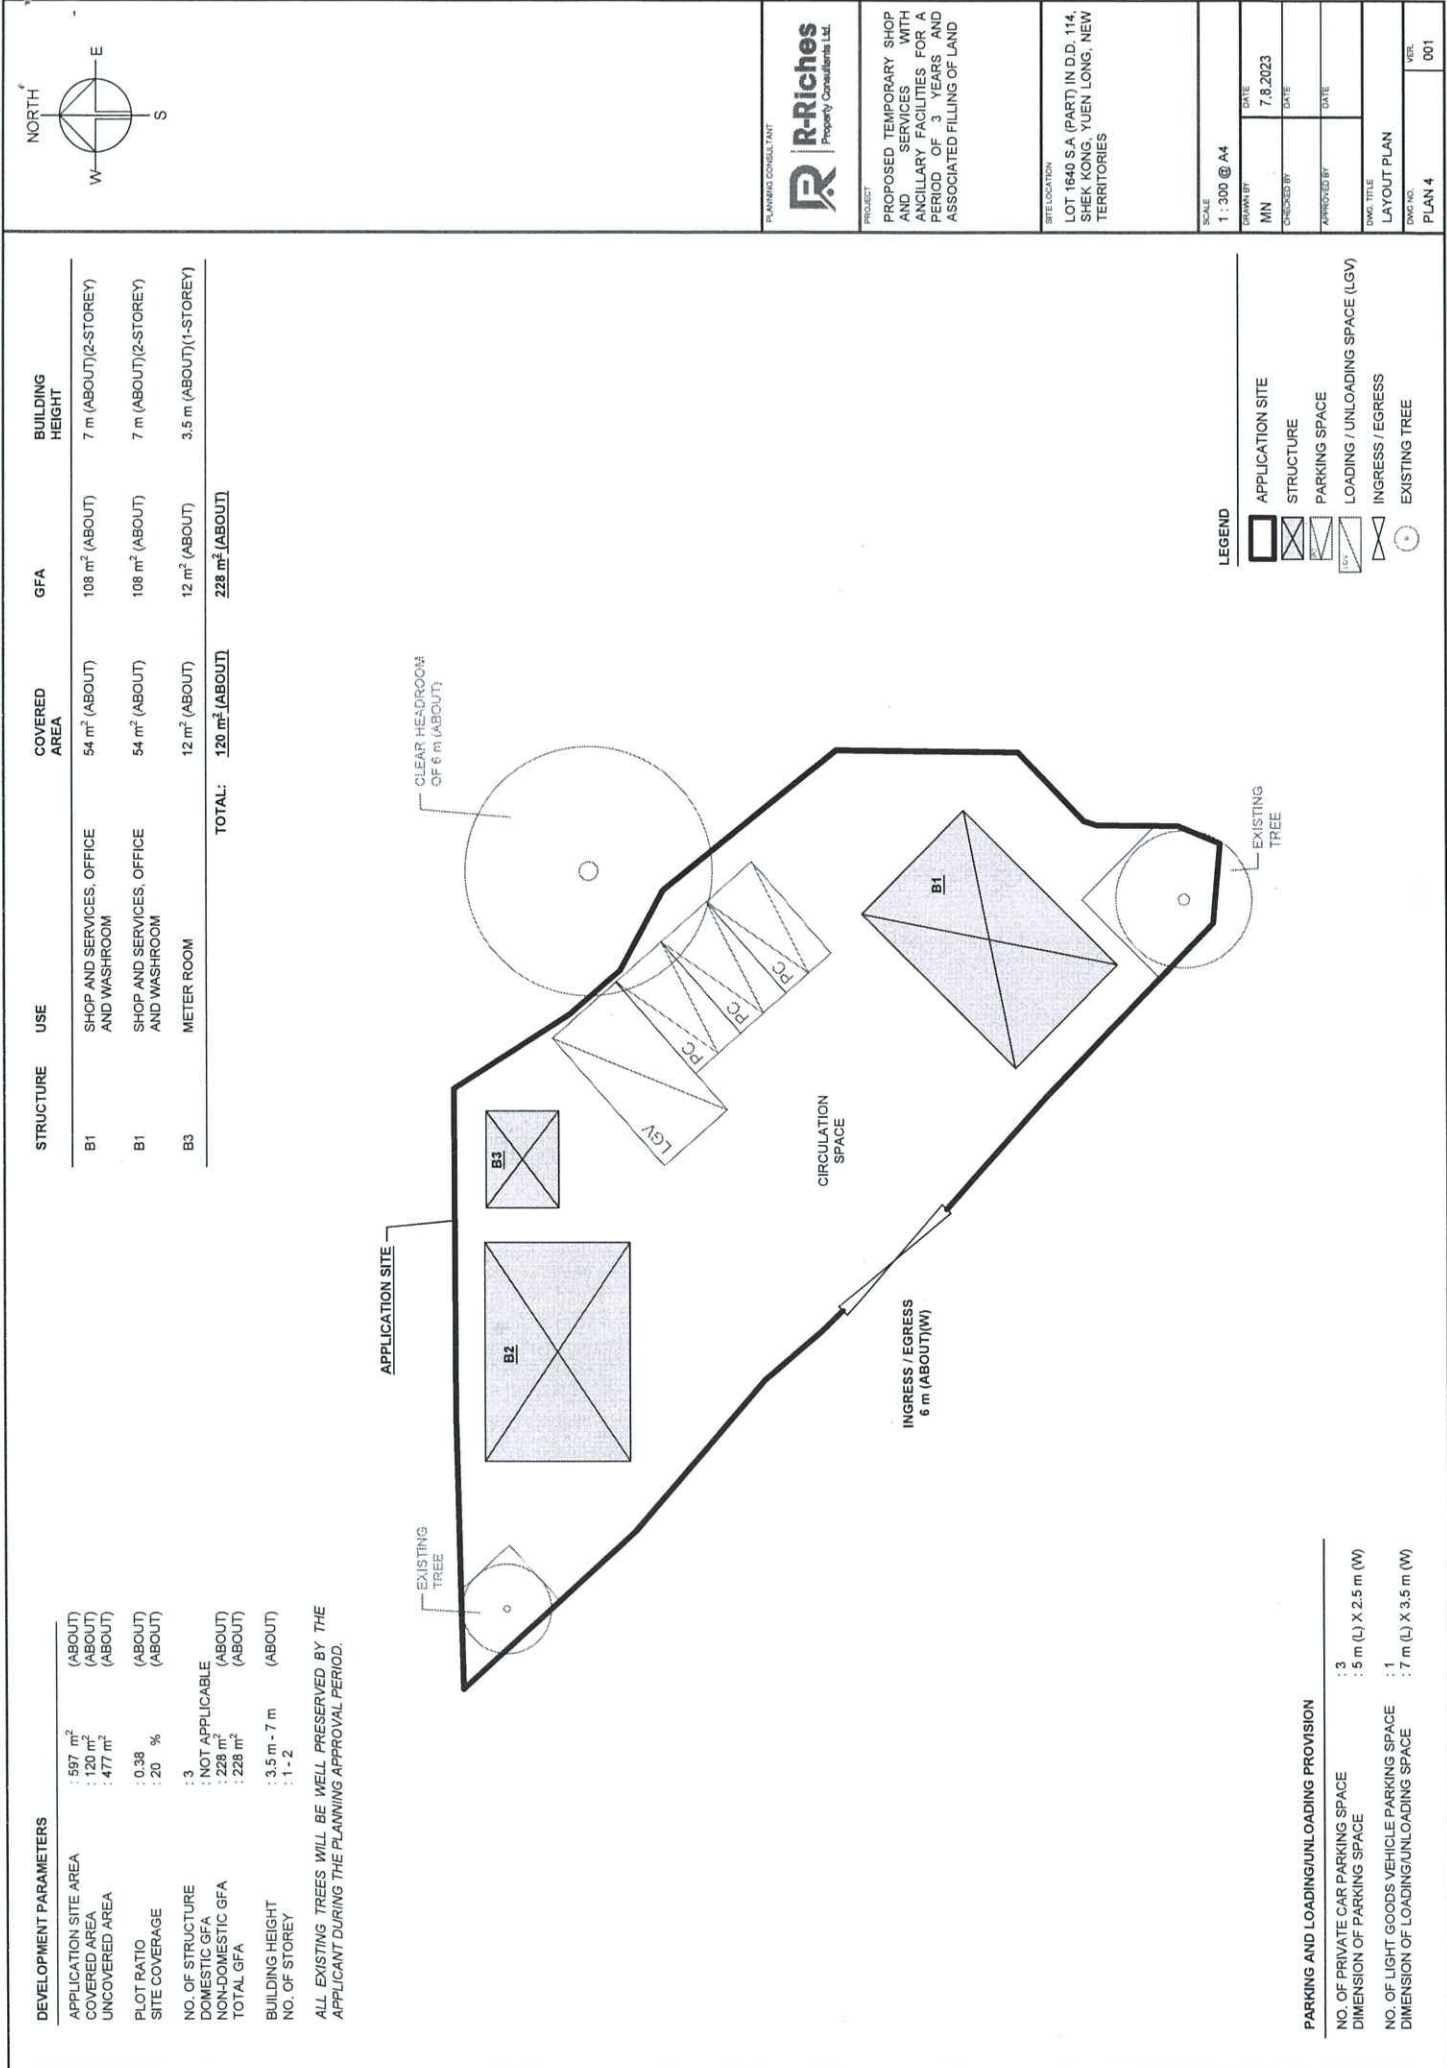 DEVELOPMENT PARAMETERS
APPLICATION SITE AREA : 597 m² (ABOUT)
COVERED AREA : 120 m² (ABOUT)
UNCOVERED AREA : 477 m² (ABOUT)
PLOT RATIO : 0.38 (ABOUT)
SITE COVERAGE : 20 % (ABOUT)
NO. OF STRUCTURE : 3
DOMESTIC GFA : NOT APPLICABLE
NON-DOMESTIC GFA : 228 m² (ABOUT)
TOTAL GFA : 228 m² (ABOUT)
BUILDING HEIGHT : 3.5 m - 7 m (ABOUT)
NO. OF STOREY : 1 - 2
ALL EXISTING TREES WILL BE WELL PRESERVED BY THE
APPLICANT DURING THE PLANNING APPROVAL PERIOD.
STRUCTURE USE COVERED AREA GFA BUILDING HEIGHT
B1 SHOP AND SERVICES, OFFICE 54 m² (ABOUT) 108 m² (ABOUT) 7 m (ABOUT)(2-STOREY)
AND WASHROOM
B1 SHOP AND SERVICES, OFFICE 54 m² (ABOUT) 108 m² (ABOUT) 7 m (ABOUT)(2-STOREY)
AND WASHROOM
B3 METER ROOM 12 m² (ABOUT) 12 m² (ABOUT) 3.5 m (ABOUT)(1-STOREY)
TOTAL: 120 m² (ABOUT) 228 m² (ABOUT)
NORTH
W
E
S
EXISTING
TREE
APPLICATION SITE
CLEAR HEADROOM
OF 6 m (ABOUT)
B2
B3
LGV
PC
PC
PC
B1
CIRCULATION
SPACE
INGRESS / EGRESS
6 m (ABOUT)(W)
EXISTING
TREE
PARKING AND LOADING/UNLOADING PROVISION
NO. OF PRIVATE CAR PARKING SPACE : 3
DIMENSION OF PARKING SPACE : 5 m (L) X 2.5 m (W)
NO. OF LIGHT GOODS VEHICLE PARKING SPACE : 1
DIMENSION OF LOADING/UNLOADING SPACE : 7 m (L) X 3.5 m (W)
LEGEND
APPLICATION SITE
STRUCTURE
PARKING SPACE
LGV LOADING / UNLOADING SPACE (LGV)
INGRESS / EGRESS
EXISTING TREE
PLANNING CONSULTANT
R-Riches
Property Consultants Ltd.
PROJECT
PROPOSED TEMPORARY SHOP
AND SERVICES WITH
ANCILLARY FACILITIES FOR A
PERIOD OF 3 YEARS AND
ASSOCIATED FILLING OF LAND
SITE LOCATION
LOT 1640 S.A (PART) IN D.D. 114,
SHEK KONG, YUEN LONG, NEW
TERRITORIES
SCALE
1 : 300 @ A4
DRAWN BY DATE
MN 7.8.2023
CHECKED BY DATE
APPROVED BY DATE
DWG. TITLE
LAYOUT PLAN
DWG NO. VER.
PLAN 4 001